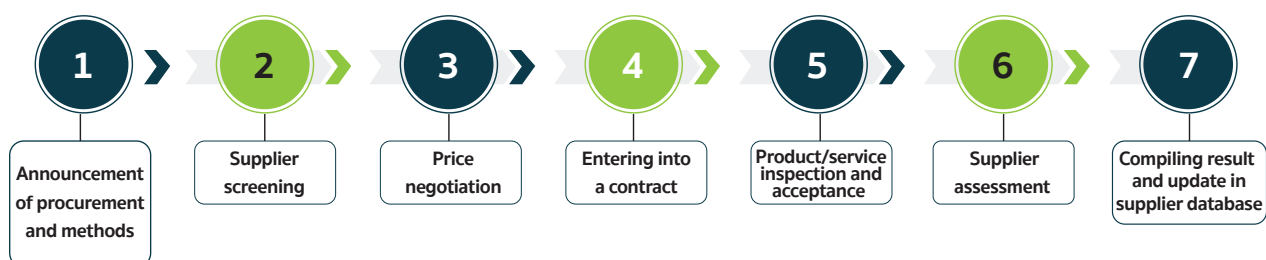 1
Announcement
of procurement
and methods
2
Supplier
screening
3
Price
negotiation
4
Entering into
a contract
5
Product/service
inspection and
acceptance
6
Supplier
assessment
7
Compiling result
and update in
supplier database